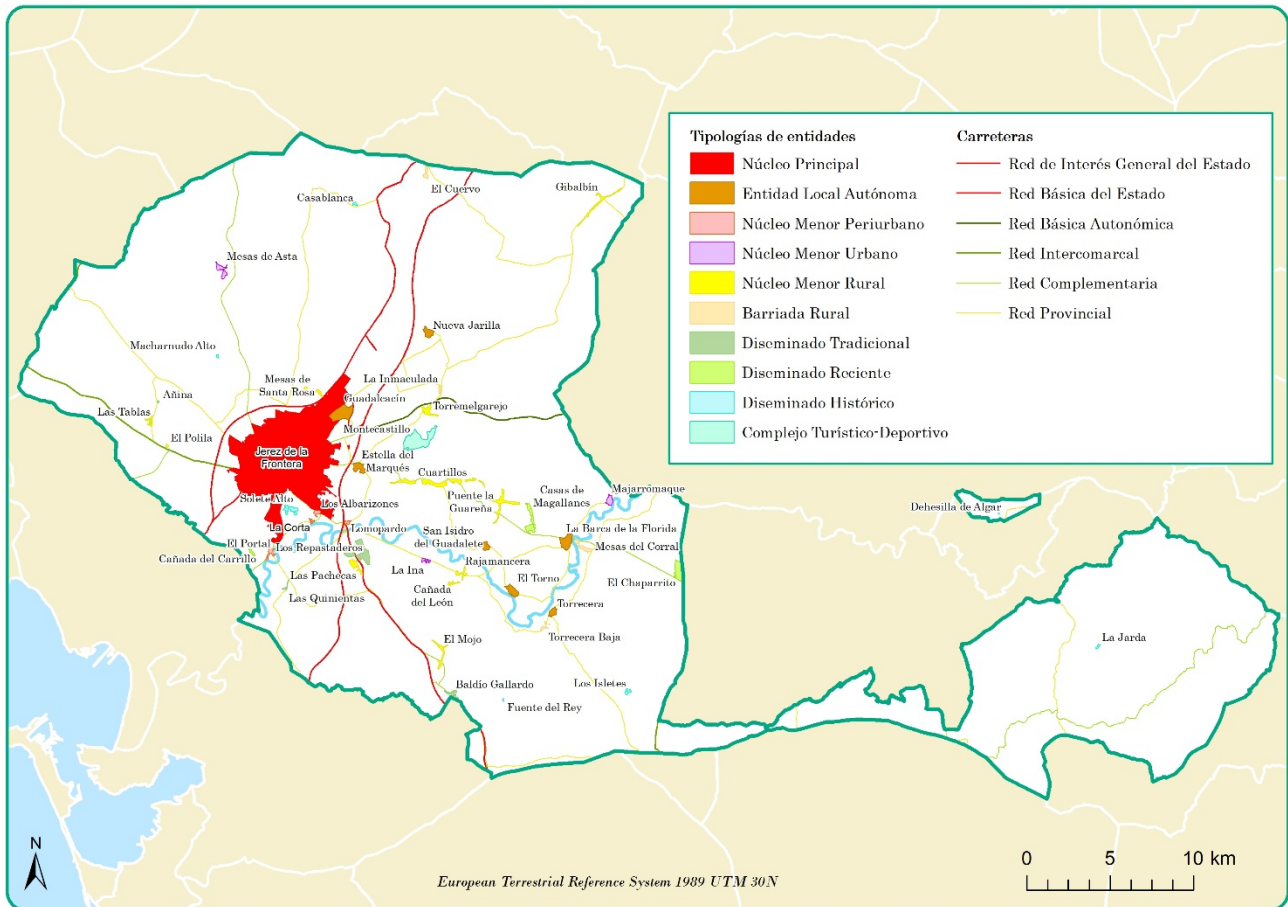 Tipologías de entidades
Núcleo Principal
Entidad Local Autónoma
Núcleo Menor Periurbano
Núcleo Menor Urbano
Núcleo Menor Rural
Barriada Rural
Diseminado Tradicional
Diseminado Reciente
Diseminado Histórico
Complejo Turístico-Deportivo
Carreteras
Red de Interés General del Estado
Red Básica del Estado
Red Básica Autonómica
Red Intercomarcal
Red Complementaria
Red Provincial
El Cuervo
Gibalbín
Casablanca
Mesas de Asta
Nueva Jarilla
Macharnudo Alto
Mesas de
Santa Rosa
La Inmaculada
Añina
Guadalcacín
Las Tablas
Torremelgarejo
El Polila
Montecastillo
Jerez de la
Frontera
Estella del
Marqués
Cuartillos
Puente la
Guareña
Casas de
Magallanes
Majarromaque
Solete Alto
Los Albarizones
La Corta
Lomopardo
San Isidro
del Guadalete
La Barca de la Florida
Mesas del Corral
El Portal
Los Repastaderos
Cañada del Carrillo
Rajamancera
La Ina
Las Pachecas
Cañada
del León
El Torno
El Chaparrito
Las Quinientas
Torrecera
Torrecera Baja
El Mojo
Baldío Gallardo
Los Isletes
Fuente del Rey
Dehesilla de Algar
La Jarda
N
0 5 10 km
European Terrestrial Reference System 1989 UTM 30N